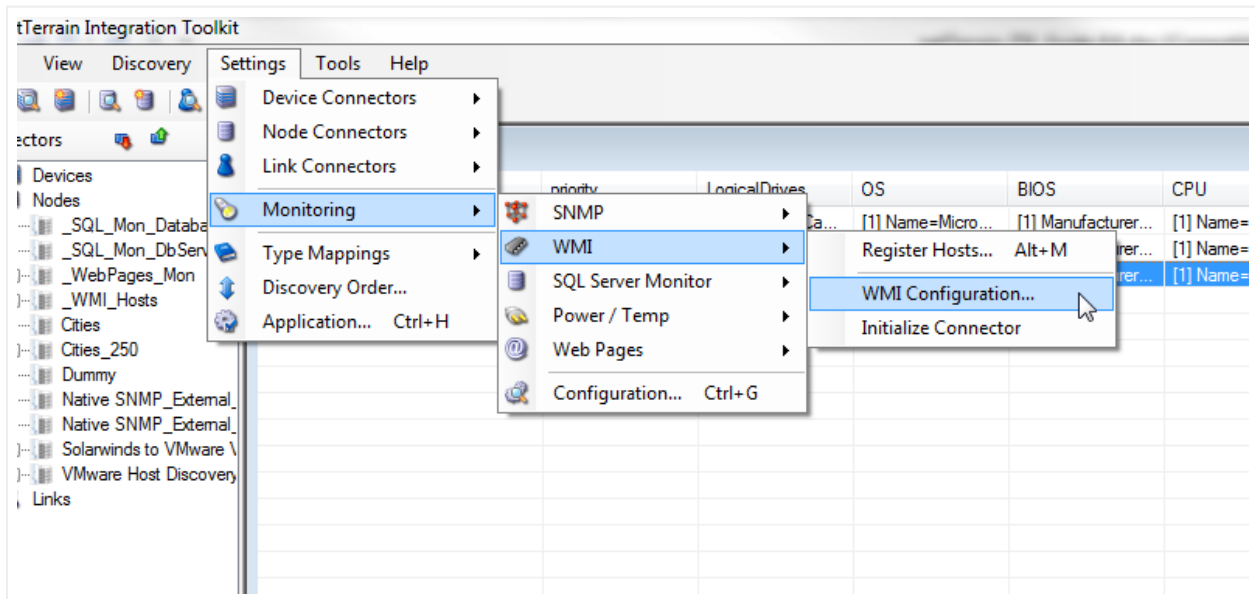 tTerrain Integration Toolkit
View Discovery Settings Tools Help
Device Connectors
Node Connectors
Link Connectors
Monitoring
Type Mappings
Discovery Order...
Application... Ctrl+H
SNMP
WMI
SQL Server Monitor
Power / Temp
Web Pages
Configuration... Ctrl+G
Register Hosts... Alt+M
WMI Configuration...
Initialize Connector
ectors
Devices
Nodes
_SQL_Mon_Databa
_SQL_Mon_DbServ
_WebPages_Mon
_WMI_Hosts
Cities
Cities_250
Dummy
Native SNMP_External_
Native SNMP_External_
Solarwinds to VMware V
VMware Host Discovery
Links
priority LogicalDrives OS BIOS CPU
Ca... [1] Name=Micro... [1] Manufacturer... [1] Name=
irer... [1] Name=
rer... [1] Name=